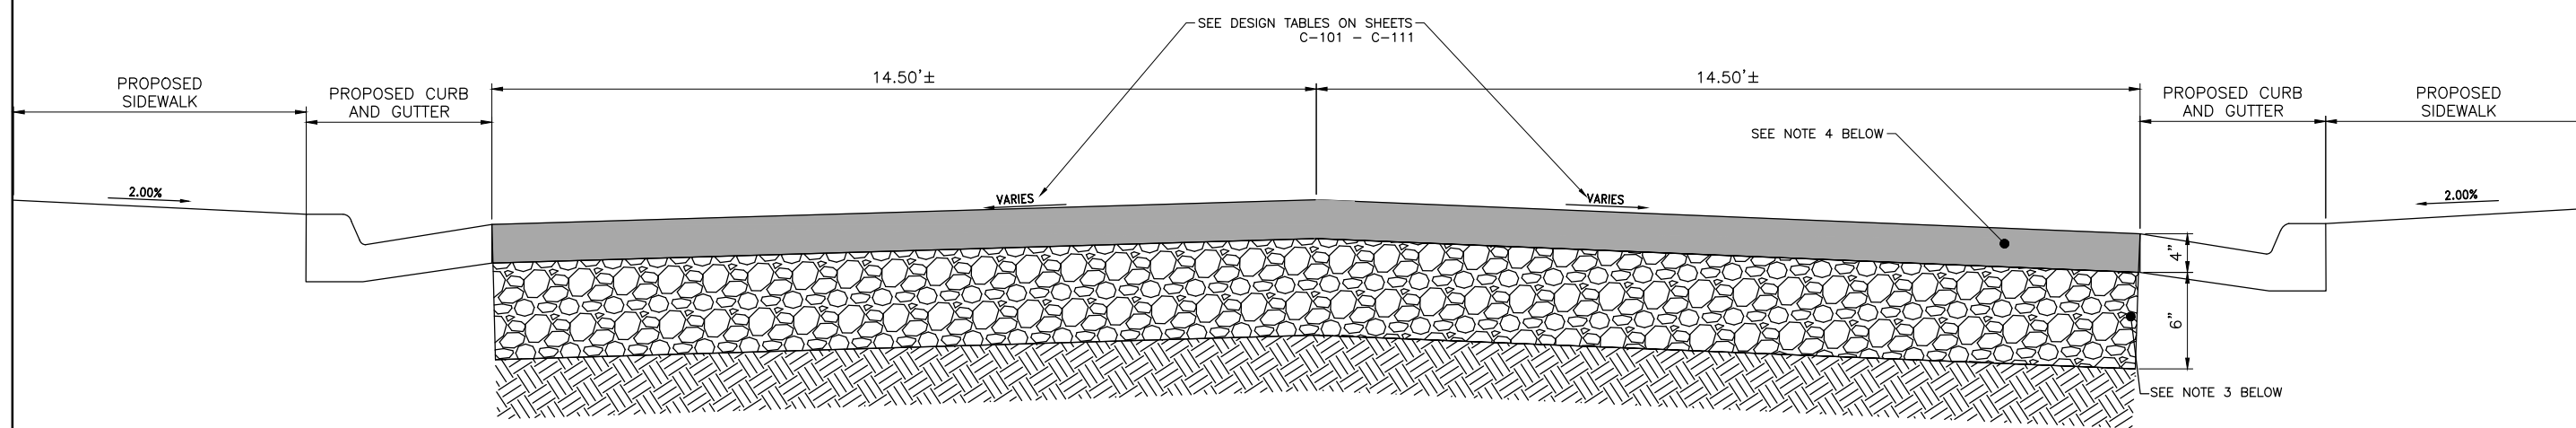 SEE DESIGN TABLES ON SHEETS
C-101 - C-111
PROPOSED
SIDEWALK
PROPOSED CURB
AND GUTTER
14.50'±
14.50'±
PROPOSED CURB
AND GUTTER
PROPOSED
SIDEWALK
SEE NOTE 4 BELOW
2.00%
VARIES
VARIES
2.00%
4"
6"
SEE NOTE 3 BELOW